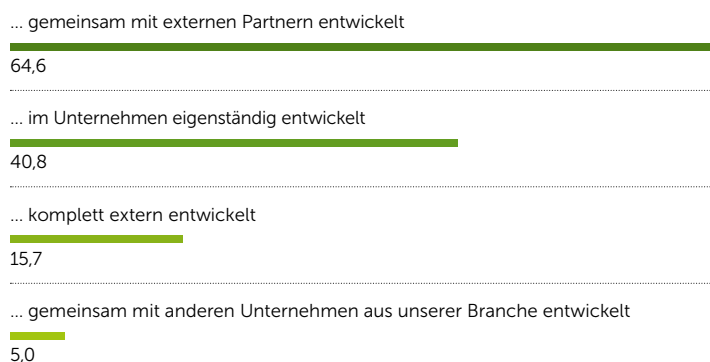 ... gemeinsam mit externen Partnern entwickelt
64,6
... im Unternehmen eigenständig entwickelt
40,8
... komplett extern entwickelt
15,7
... gemeinsam mit anderen Unternehmen aus unserer Branche entwickelt
5,0